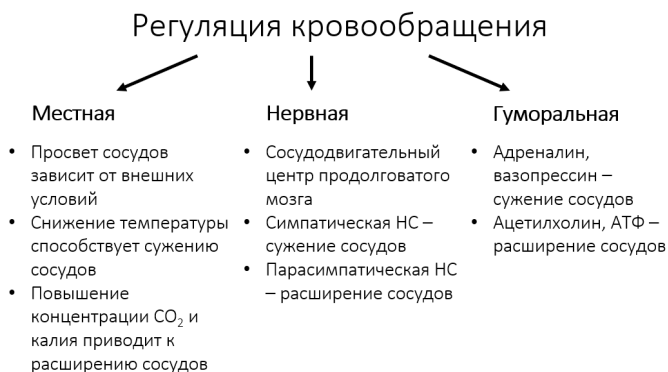 Регуляция кровообращения
Местная
• Просвет сосудов
зависит от внешних
условий
• Снижение температуры
способствует сужению
сосудов
• Повышение
концентрации CO₂ и
калия приводит к
расширению сосудов
Нервная
• Сосудодвигательный
центр продолговатого
мозга
• Симпатическая НС –
сужение сосудов
• Парасимпатическая НС
– расширение сосудов
Гуморальная
• Адреналин,
вазопрессин –
сужение сосудов
• Ацетилхолин, АТФ –
расширение сосудов